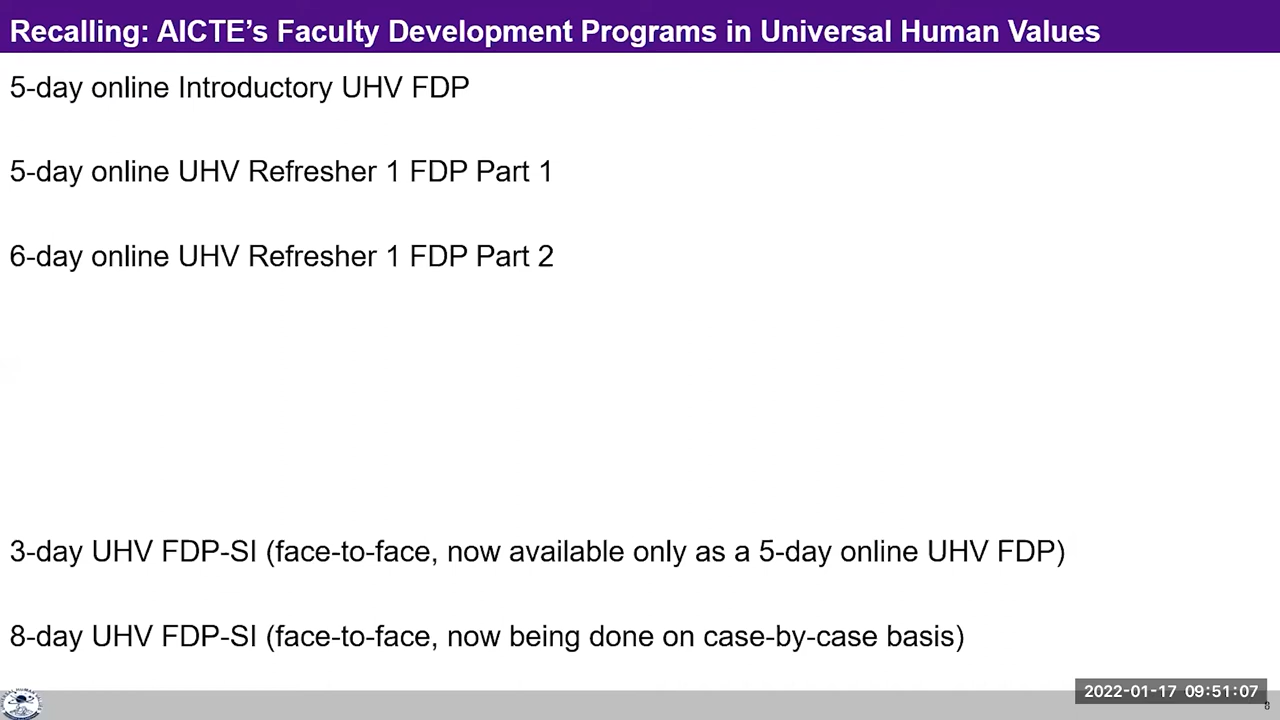 Recalling: AICTE’s Faculty Development Programs in Universal Human Values
5-day online Introductory UHV FDP
5-day online UHV Refresher 1 FDP Part 1
6-day online UHV Refresher 1 FDP Part 2
3-day UHV FDP-SI (face-to-face, now available only as a 5-day online UHV FDP)
8-day UHV FDP-SI (face-to-face, now being done on case-by-case basis)
2022-01-17 09:51:07
8